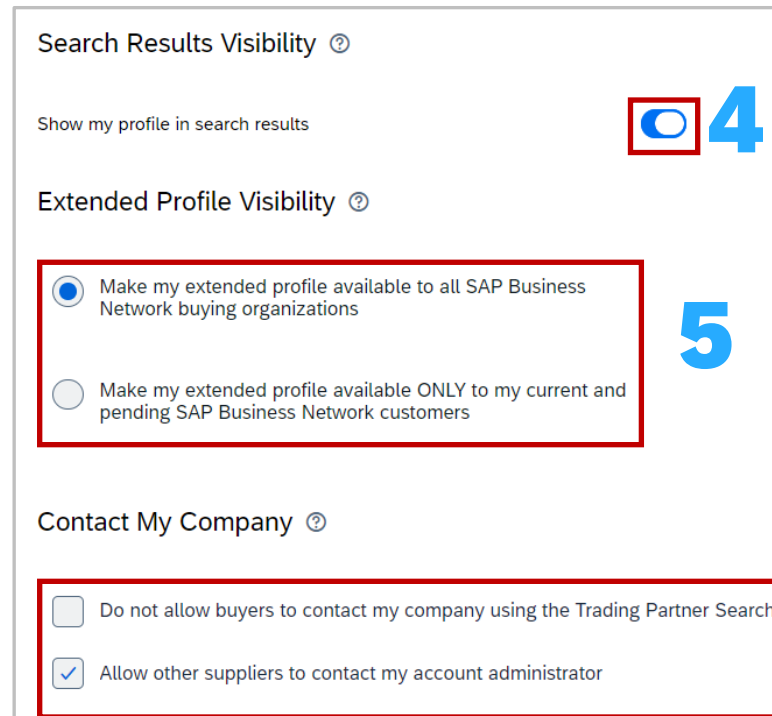 Search Results Visibility
Show my profile in search results
4
Extended Profile Visibility
Make my extended profile available to all SAP Business
Network buying organizations
5
Make my extended profile available ONLY to my current and
pending SAP Business Network customers
Contact My Company
Do not allow buyers to contact my company using the Trading Partner Search
Allow other suppliers to contact my account administrator